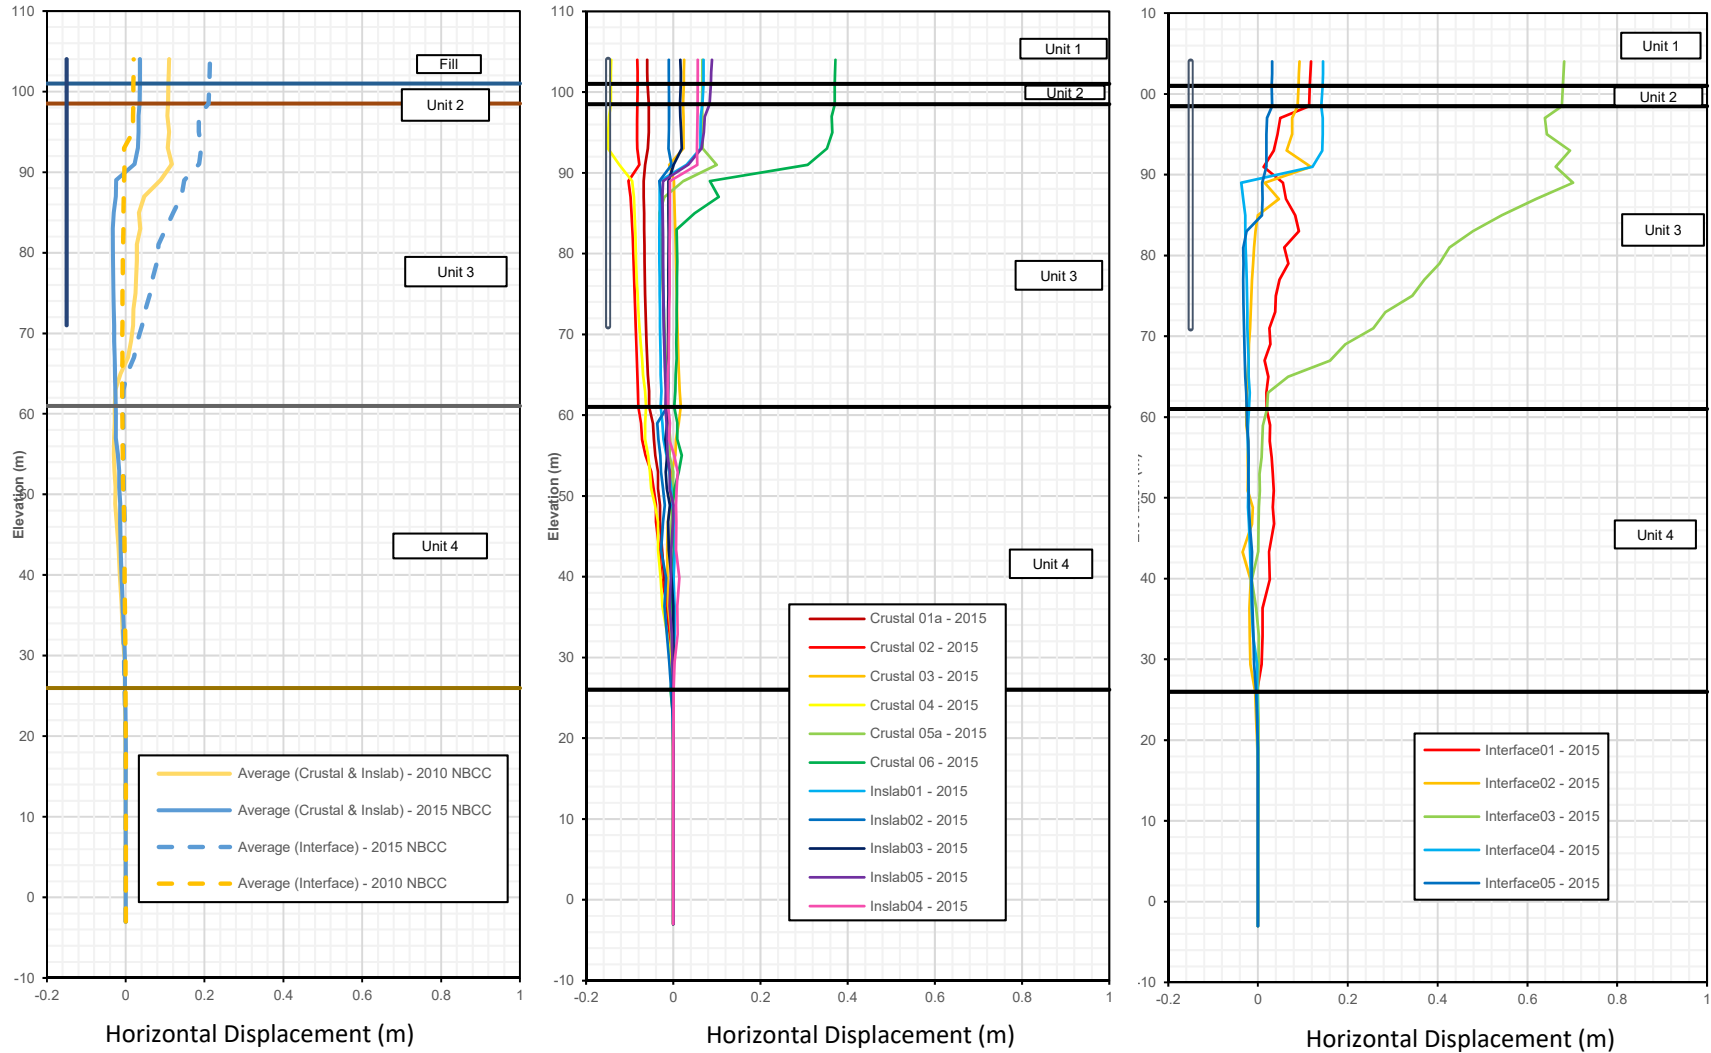 110
100
90
80
70
60
50
40
30
20
10
0
-10
-0.2 0 0.2 0.4 0.6 0.8 1
Elevation (m)
Fill
Unit 2
Unit 3
Unit 4
Average (Crustal & Inslab) - 2010 NBCC
Average (Crustal & Inslab) - 2015 NBCC
Average (Interface) - 2015 NBCC
Average (Interface) - 2010 NBCC
Horizontal Displacement (m)
110
100
90
80
70
60
50
40
30
20
10
0
-10
-0.2 0 0.2 0.4 0.6 0.8 1
Elevation (m)
Unit 1
Unit 2
Unit 3
Unit 4
Crustal 01a - 2015
Crustal 02 - 2015
Crustal 03 - 2015
Crustal 04 - 2015
Crustal 05a - 2015
Crustal 06 - 2015
Inslab01 - 2015
Inslab02 - 2015
Inslab03 - 2015
Inslab05 - 2015
Inslab04 - 2015
Horizontal Displacement (m)
10
00
90
80
70
60
50
40
30
20
10
0
-10
-0.2 0 0.2 0.4 0.6 0.8 1
Unit 1
Unit 2
Unit 3
Unit 4
Interface01 - 2015
Interface02 - 2015
Interface03 - 2015
Interface04 - 2015
Interface05 - 2015
Horizontal Displacement (m)